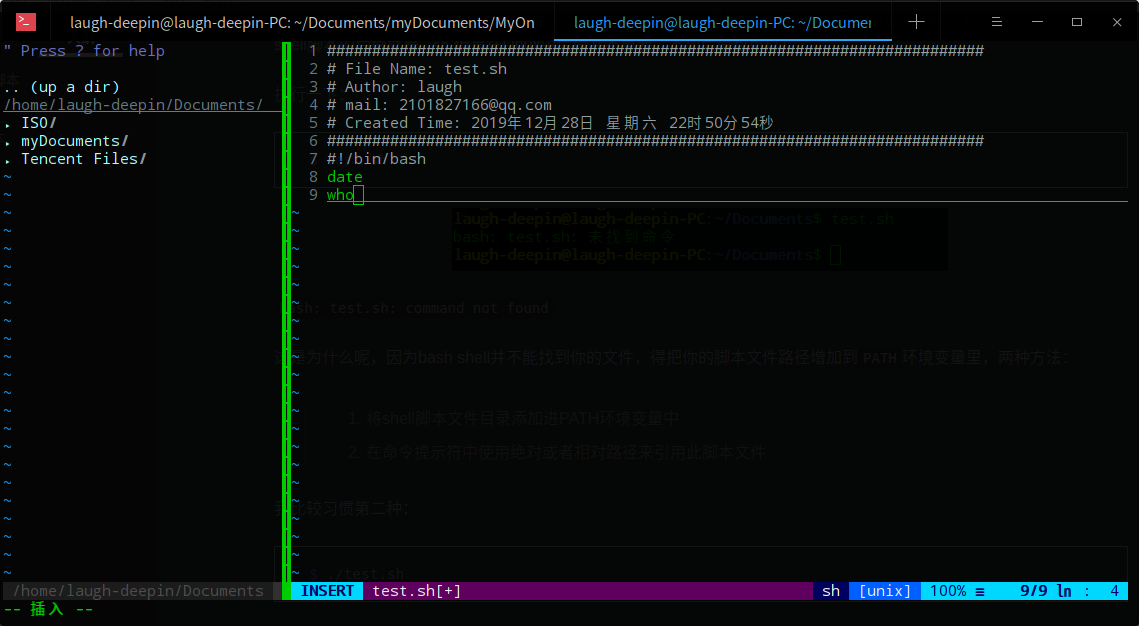 laugh-deepin@laugh-deepin-PC: ~/Documents/myDocuments/MyOn
laugh-deepin@laugh-deepin-PC: ~/Documen
" Press ? for help
.. (up a dir)
/home/laugh-deepin/Documents/
▸ ISO/
▸ myDocuments/
▸ Tencent Files/
1 #########################################################################
2 # File Name: test.sh
3 # Author: laugh
4 # mail: 2101827166@qq.com
5 # Created Time: 2019年12月28日 星期六 22时50分54秒
6 #########################################################################
7 #!/bin/bash
8 date
9 who
laugh-deepin@laugh-deepin-PC:~/Documents$ test.sh
bash: test.sh: 未找到命令
laugh-deepin@laugh-deepin-PC:~/Documents$
bash: test.sh: command not found
为什么呢，因为bash shell并不能找到你的文件，得把你的脚本文件路径增加到 PATH 环境变量里，两种方法：
1. 将shell脚本文件目录添加进PATH环境变量中
2. 在命令提示符中使用绝对或者相对路径来引用此脚本文件
比较习惯第二种：
./test.sh
/home/laugh-deepin/Documents
INSERT test.sh[+] sh [unix] 100% ≡ 9/9 ln : 4
-- 插入 --